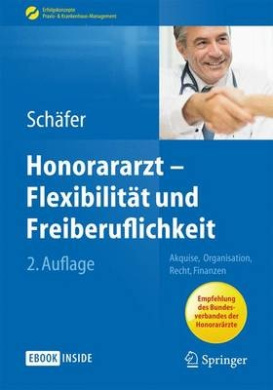 Erfolgskonzepte
Praxis- & Krankenhaus-Management
Schäfer
Honorararzt –
Flexibilität und
Freiberuflichkeit
2. Auflage
Akquise, Organisation,
Recht, Finanzen
Empfehlung
des Bundes-
verbandes der
Honorarärzte
EBOOK INSIDE
Springer